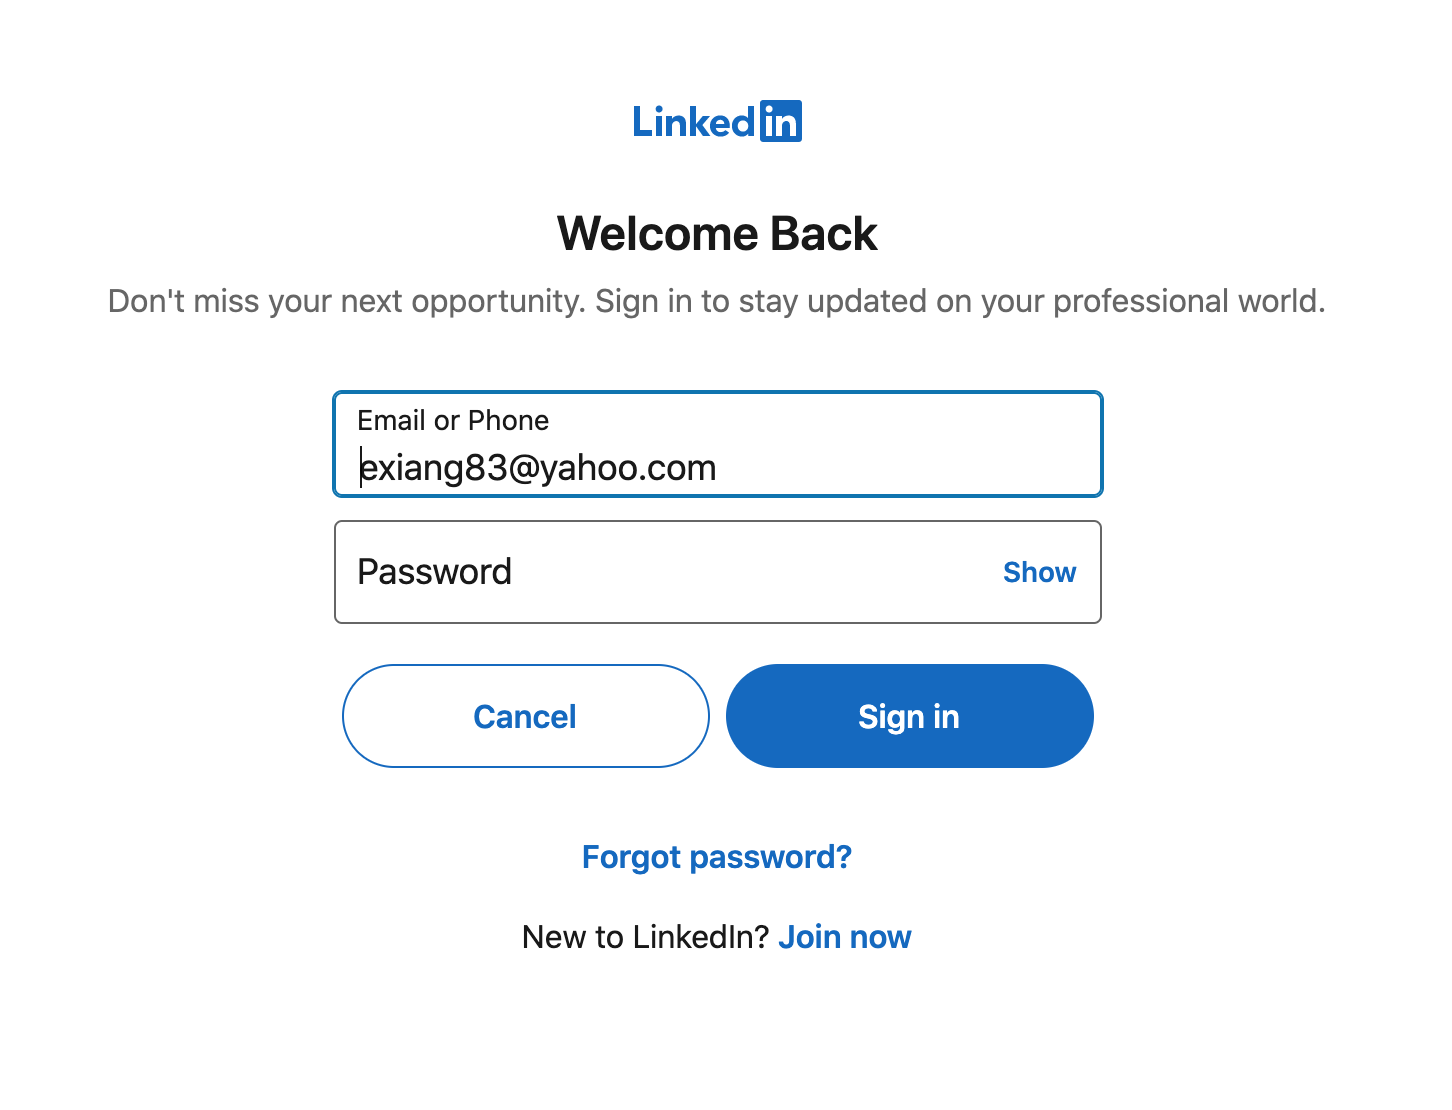 Linkedin
Welcome Back
Don't miss your next opportunity. Sign in to stay updated on your professional world.
Email or Phone
exiang83@yahoo.com
Password
Show
Cancel
Sign in
Forgot password?
New to LinkedIn? Join now